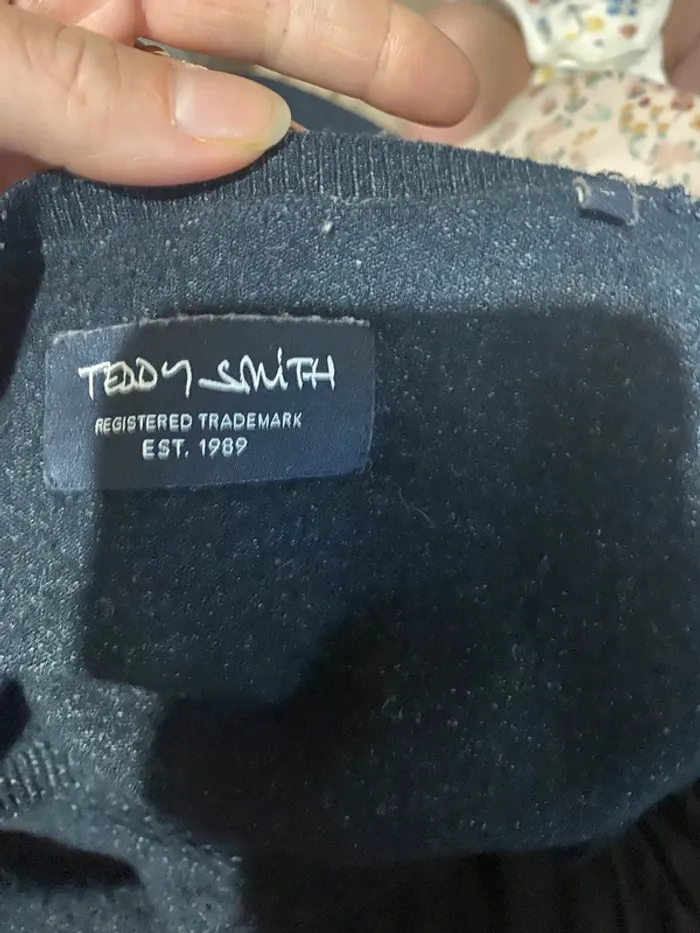 TEDDY SMITH
REGISTERED TRADEMARK
EST. 1989